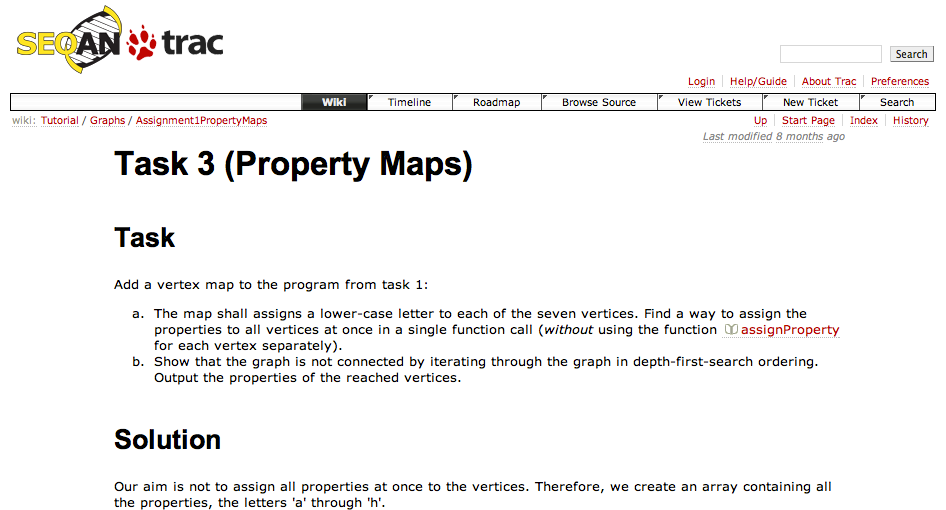 SEQAN trac
Search
Login Help/Guide About Trac Preferences
Wiki Timeline Roadmap Browse Source View Tickets New Ticket Search
wiki: Tutorial / Graphs / Assignment1PropertyMaps Up Start Page Index History
Last modified 8 months ago
Task 3 (Property Maps)
Task
Add a vertex map to the program from task 1:
a. The map shall assigns a lower-case letter to each of the seven vertices. Find a way to assign the
properties to all vertices at once in a single function call (without using the function assignProperty
for each vertex separately).
b. Show that the graph is not connected by iterating through the graph in depth-first-search ordering.
Output the properties of the reached vertices.
Solution
Our aim is not to assign all properties at once to the vertices. Therefore, we create an array containing all
the properties, the letters 'a' through 'h'.